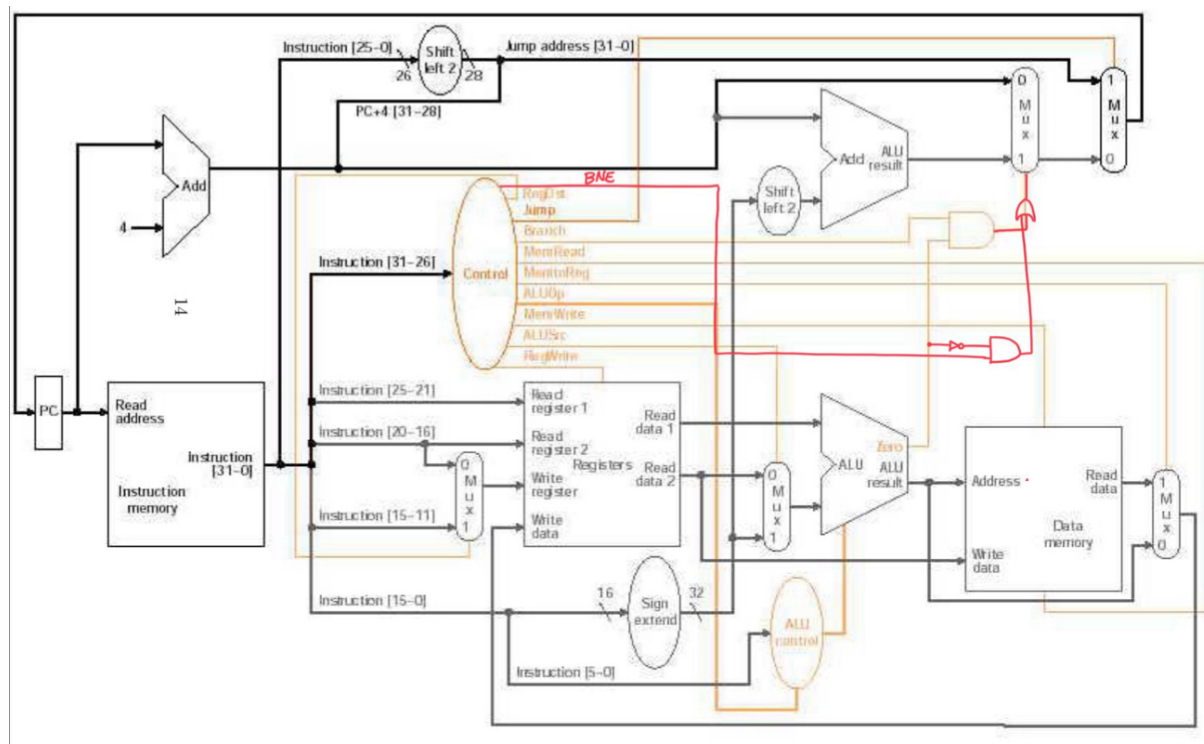 Instruction [25–0]
26
Shift
left 2
28
Jump address [31–0]
PC+4 [31–28]
Add
4
14
Instruction [31–26]
Control
BNE
RegDst
Jump
Branch
MemRead
MemtoReg
ALUOp
MemWrite
ALUSrc
RegWrite
Shift
left 2
Add
ALU
result
0
M
u
x
1
1
M
u
x
0
PC
Read
address
Instruction
[31–0]
Instruction
memory
Instruction [25–21]
Instruction [20–16]
Instruction [15–11]
0
M
u
x
1
Read
register 1
Read
register 2
Write
register
Write
data
Registers
Read
data 1
Read
data 2
0
M
u
x
1
Zero
ALU
ALU
result
Address
Write
data
Read
data
Data
memory
1
M
u
x
0
Instruction [15–0]
16
Sign
extend
32
ALU
control
Instruction [5–0]